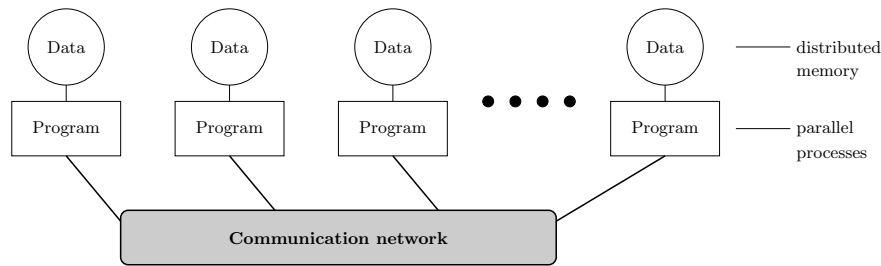 Data Data Data Data distributed
memory
Program Program Program Program parallel
processes
Communication network